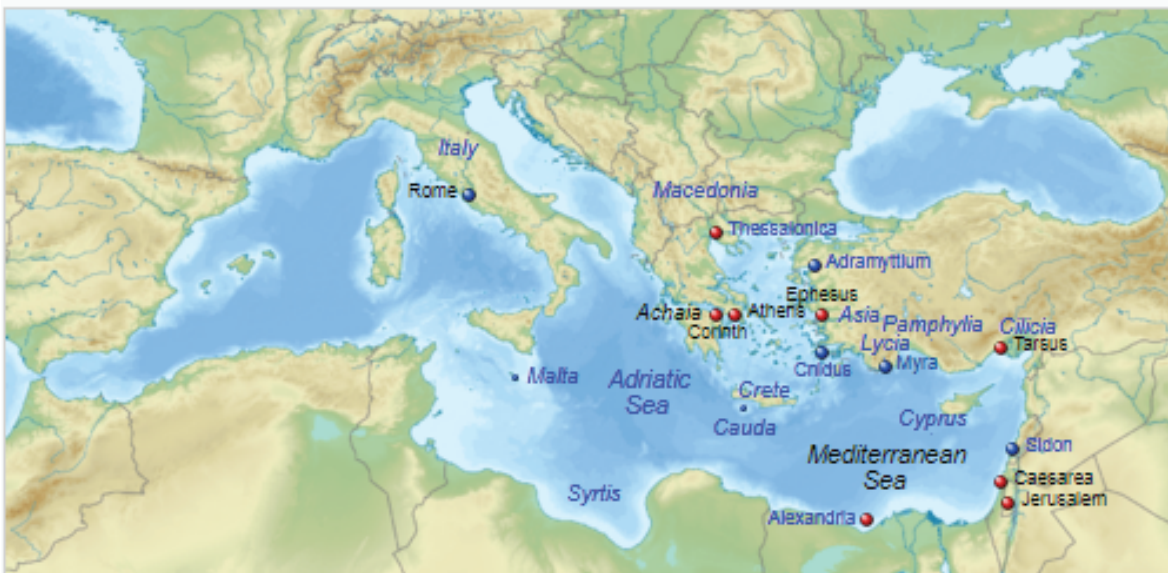 Italy
Rome
Macedonia
Thessalonica
Adramyttium
Ephesus
Achaia
Athens
Asia
Corinth
Pamphylia
Cilicia
Lycia
Tarsus
Cnidus
Myra
Malta
Adriatic
Sea
Crete
Cauda
Cyprus
Sidon
Mediterranean
Sea
Caesarea
Syrtis
Jerusalem
Alexandria